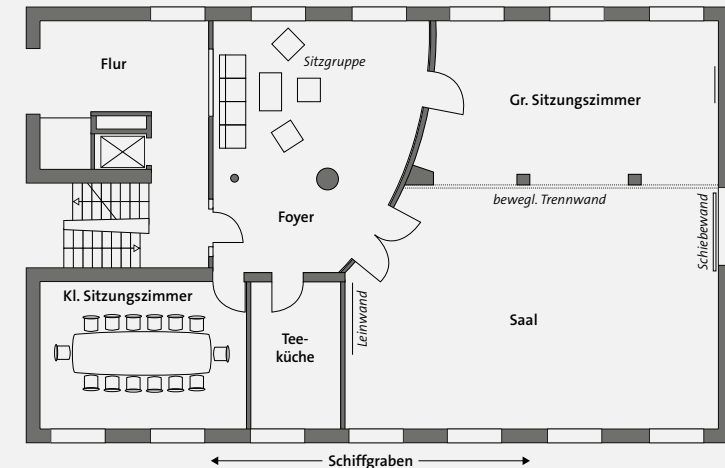 Flur
Sitzgruppe
Gr. Sitzungszimmer
bewegl. Trennwand
Foyer
Schiebewand
Kl. Sitzungszimmer
Leinwand
Saal
Tee-
küche
Schiffgraben